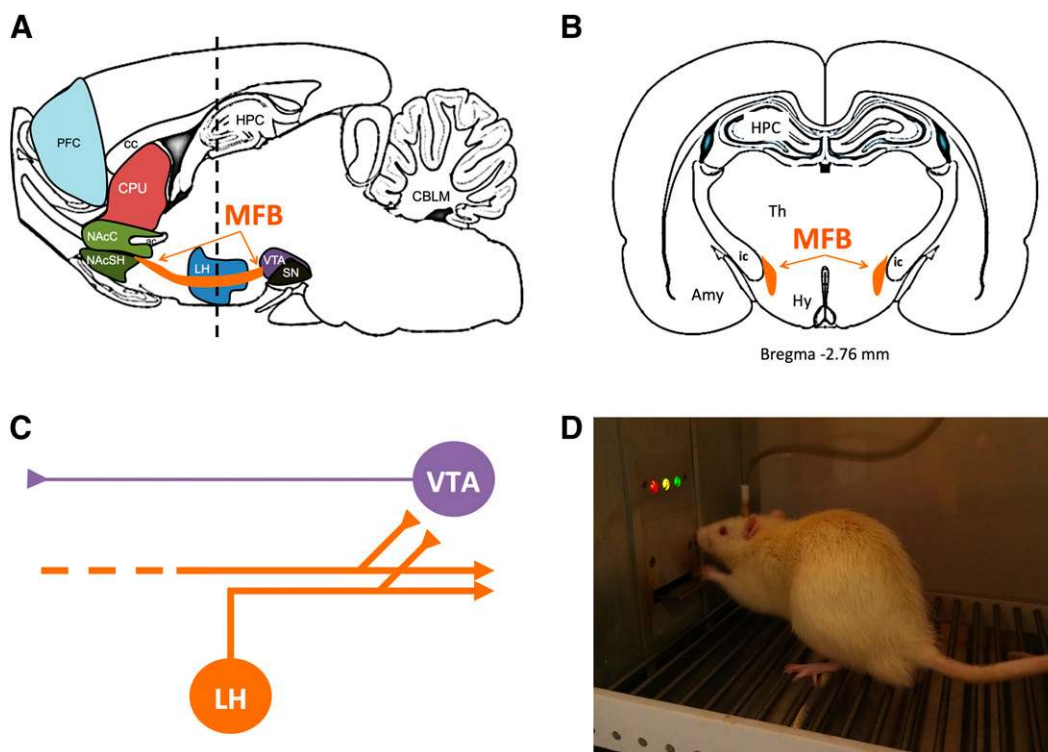 A
PFC
cc
CPU
HPC
CBLM
MFB
NAcC
ac
NAcSH
LH
VTA
SN
B
HPC
Th
MFB
ic
ic
Amy
Hy
Bregma -2.76 mm
C
VTA
LH
D